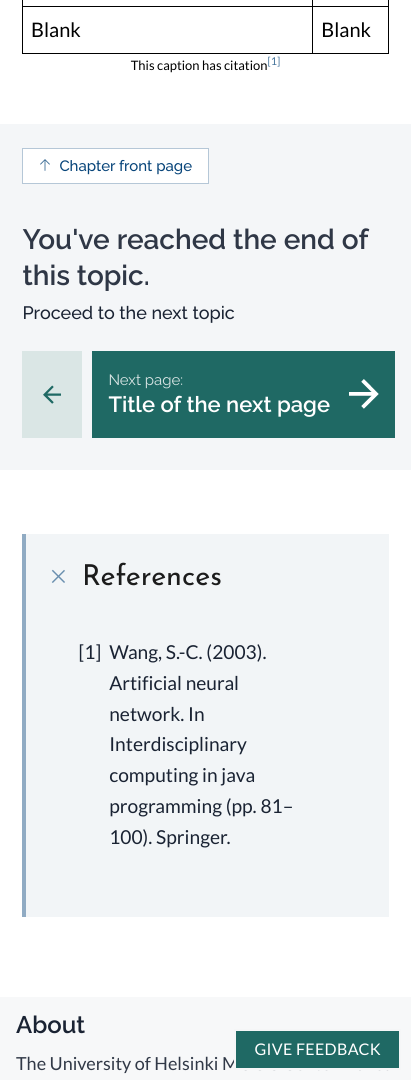 Blank Blank
This caption has citation[1]
Chapter front page
You've reached the end of
this topic.
Proceed to the next topic
Next page:
Title of the next page
References
[1] Wang, S.-C. (2003).
Artificial neural
network. In
Interdisciplinary
computing in java
programming (pp. 81–
100). Springer.
About
The University of Helsinki
GIVE FEEDBACK